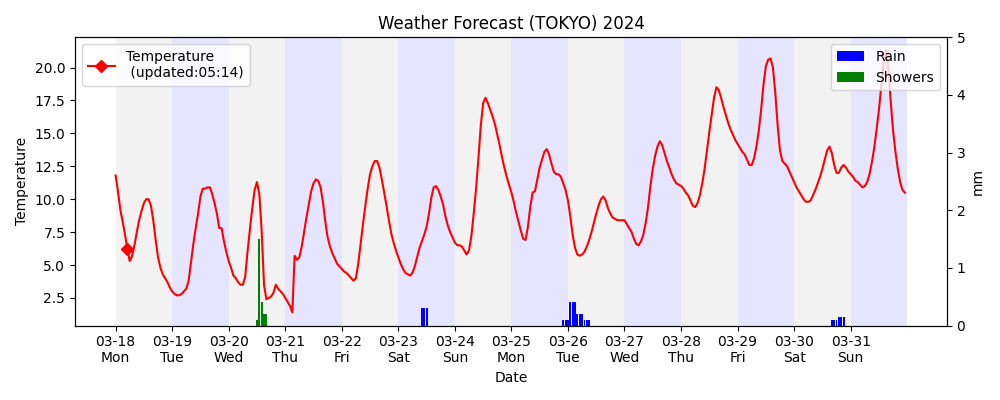 Weather Forecast (TOKYO) 2024
Temperature
(updated:05:14)
Rain
Showers
Temperature
20.0
17.5
15.0
12.5
10.0
7.5
5.0
2.5
5
4
3
2
1
0
mm
03-18 03-19 03-20 03-21 03-22 03-23 03-24 03-25 03-26 03-27 03-28 03-29 03-30 03-31
Mon Tue Wed Thu Fri Sat Sun Mon Tue Wed Thu Fri Sat Sun
Date